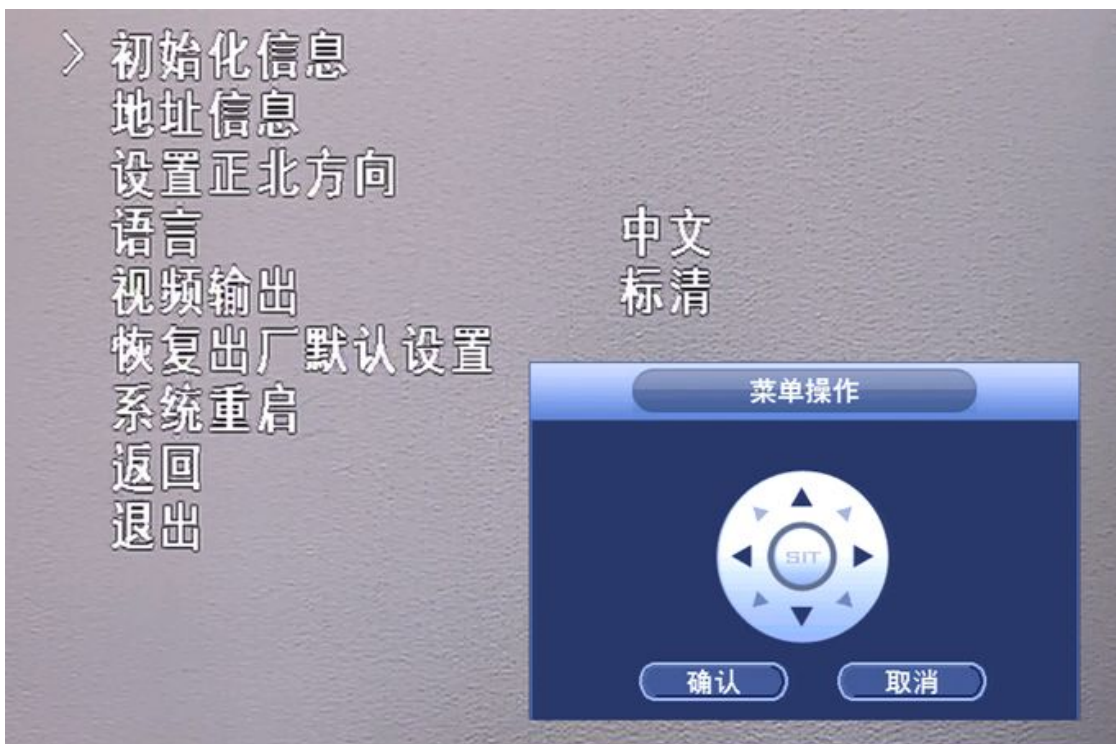 > 初始化信息
地址信息
设置正北方向
语言 中文
视频输出 标清
恢复出厂默认设置
系统重启
返回
退出
菜单操作
SIT
确认 取消